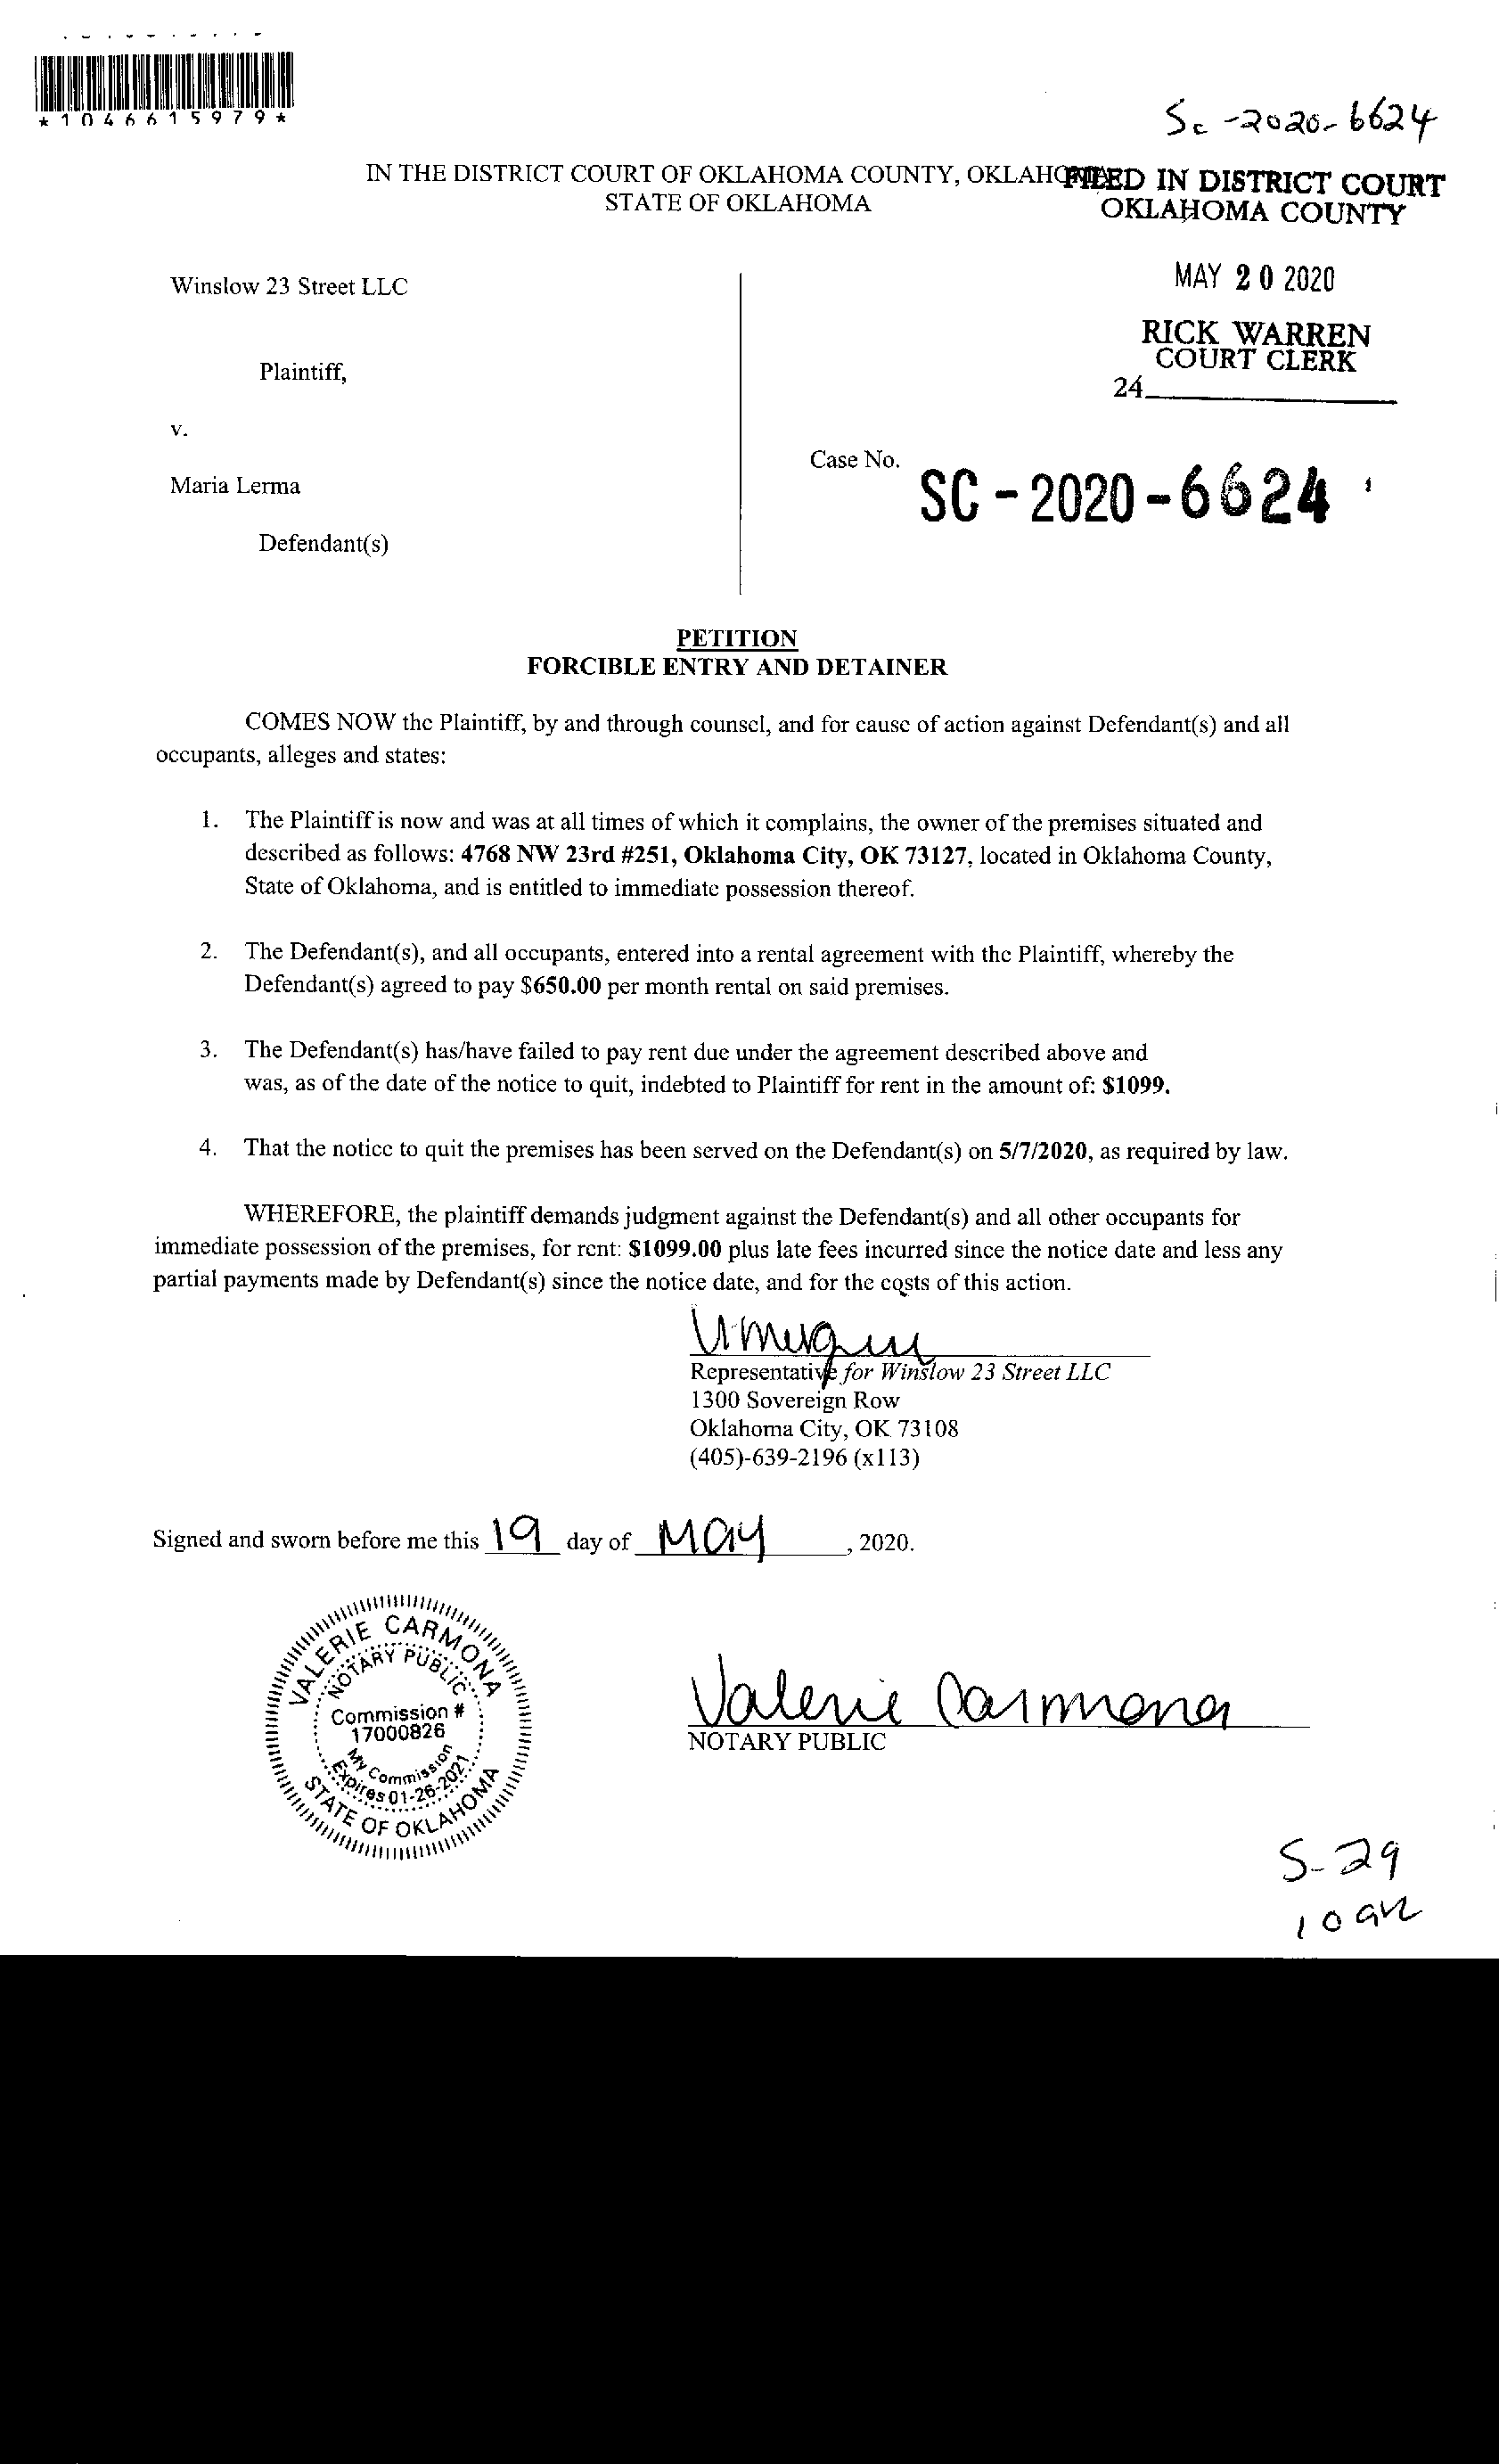 *1046615979*
Sc-2020-6624
IN THE DISTRICT COURT OF OKLAHOMA COUNTY, OKLAHOMA
STATE OF OKLAHOMA
FILED IN DISTRICT COURT
OKLAHOMA COUNTY
MAY 20 2020
RICK WARREN
COURT CLERK
24
Winslow 23 Street LLC
Plaintiff,
v.
Maria Lerma
Defendant(s)
Case No.
SC-2020-6624
PETITION
FORCIBLE ENTRY AND DETAINER
COMES NOW the Plaintiff, by and through counsel, and for cause of action against Defendant(s) and all
occupants, alleges and states:
1. The Plaintiff is now and was at all times of which it complains, the owner of the premises situated and
described as follows: 4768 NW 23rd #251, Oklahoma City, OK 73127, located in Oklahoma County,
State of Oklahoma, and is entitled to immediate possession thereof.
2. The Defendant(s), and all occupants, entered into a rental agreement with the Plaintiff, whereby the
Defendant(s) agreed to pay $650.00 per month rental on said premises.
3. The Defendant(s) has/have failed to pay rent due under the agreement described above and
was, as of the date of the notice to quit, indebted to Plaintiff for rent in the amount of: $1099.
4. That the notice to quit the premises has been served on the Defendant(s) on 5/7/2020, as required by law.
WHEREFORE, the plaintiff demands judgment against the Defendant(s) and all other occupants for
immediate possession of the premises, for rent: $1099.00 plus late fees incurred since the notice date and less any
partial payments made by Defendant(s) since the notice date, and for the costs of this action.
Representative for Winslow 23 Street LLC
1300 Sovereign Row
Oklahoma City, OK 73108
(405)-639-2196 (x113)
Signed and sworn before me this 19 day of May, 2020.
VALERIE CARMONA
NOTARY PUBLIC
Commission #
17000826
My Commission
Expires 01-26-2021
STATE OF OKLAHOMA
Valerie Carmona
NOTARY PUBLIC
5-29
10 am